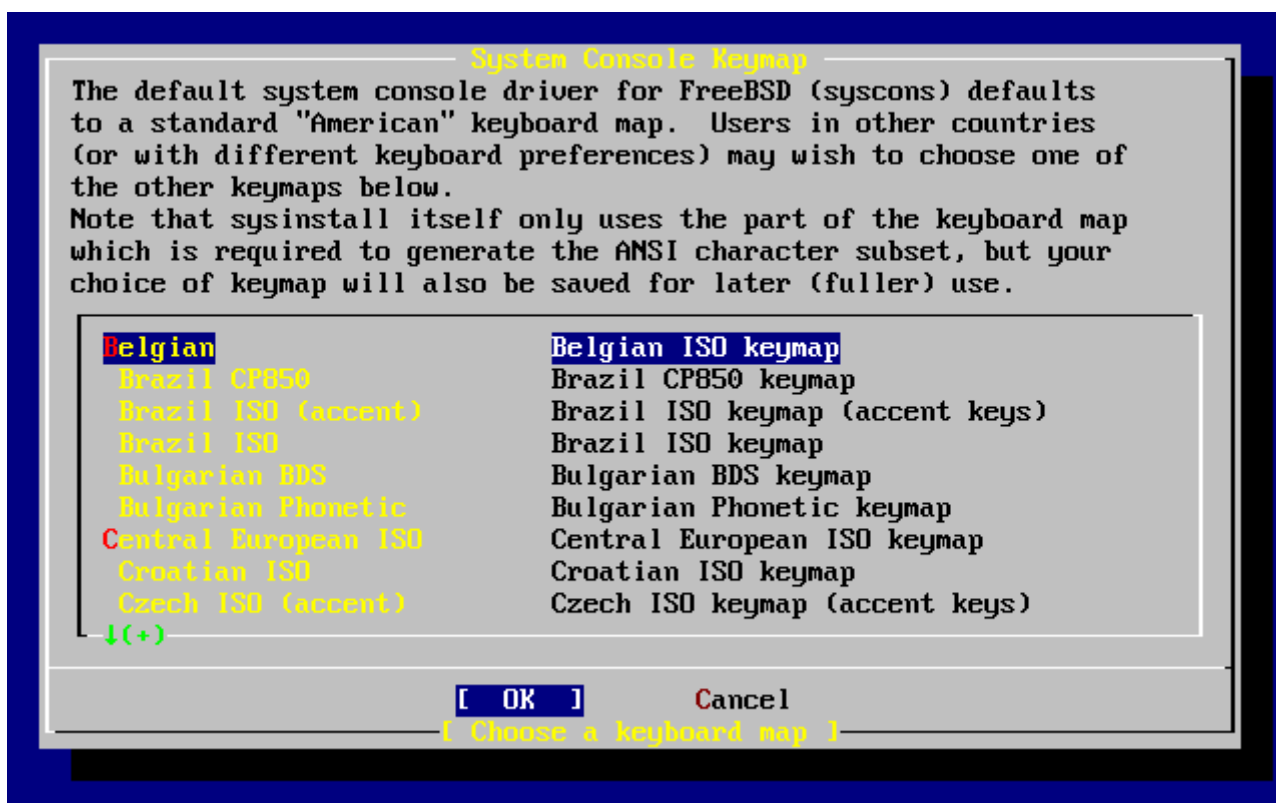 System Console Keymap
The default system console driver for FreeBSD (syscons) defaults
to a standard "American" keyboard map.  Users in other countries
(or with different keyboard preferences) may wish to choose one of
the other keymaps below.
Note that sysinstall itself only uses the part of the keyboard map
which is required to generate the ANSI character subset, but your
choice of keymap will also be saved for later (fuller) use.
Belgian Belgian ISO keymap
Brazil CP850 Brazil CP850 keymap
Brazil ISO (accent) Brazil ISO keymap (accent keys)
Brazil ISO Brazil ISO keymap
Bulgarian BDS Bulgarian BDS keymap
Bulgarian Phonetic Bulgarian Phonetic keymap
Central European ISO Central European ISO keymap
Croatian ISO Croatian ISO keymap
Czech ISO (accent) Czech ISO keymap (accent keys)
↓(+)
[  OK  ] Cancel
[ Choose a keyboard map ]